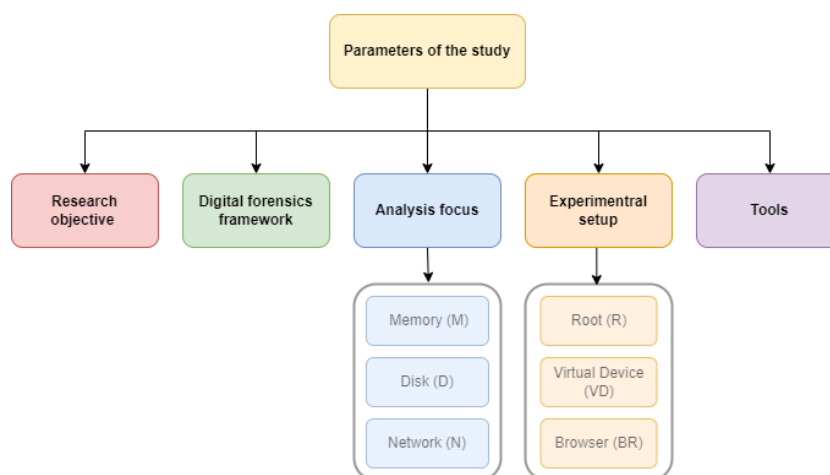 Parameters of the study
Research
objective
Digital forensics
framework
Analysis focus
Experimentral
setup
Tools
Memory (M)
Disk (D)
Network (N)
Root (R)
Virtual Device
(VD)
Browser (BR)